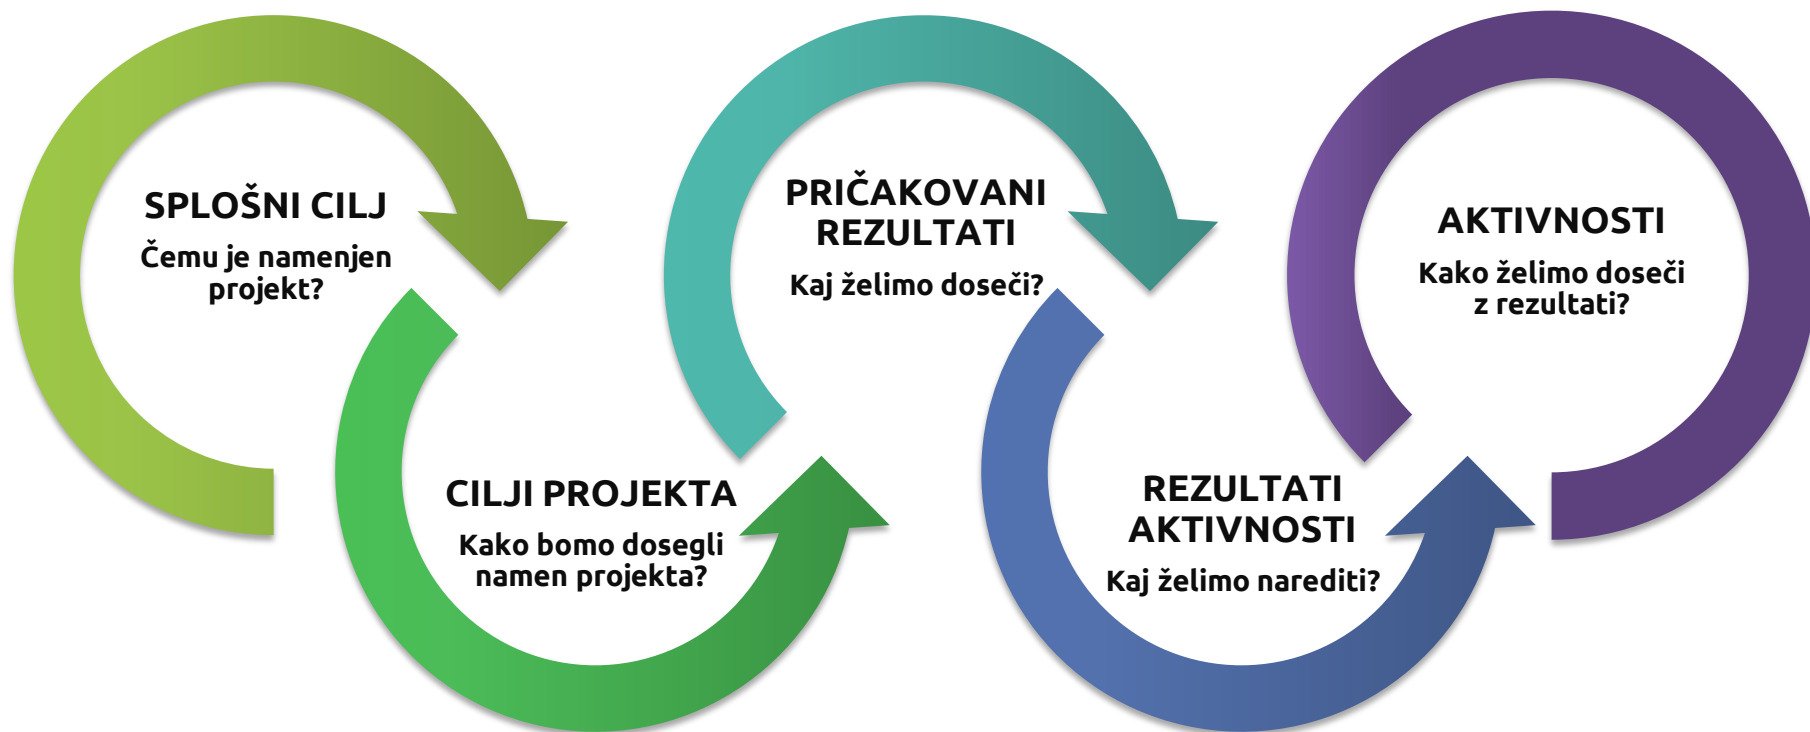 SPLOŠNI CILJ
Čemu je namenjen
projekt?
CILJI PROJEKTA
Kako bomo dosegli
namen projekta?
PRIČAKOVANI
REZULTATI
Kaj želimo doseči?
REZULTATI
AKTIVNOSTI
Kaj želimo narediti?
AKTIVNOSTI
Kako želimo doseči
z rezultati?